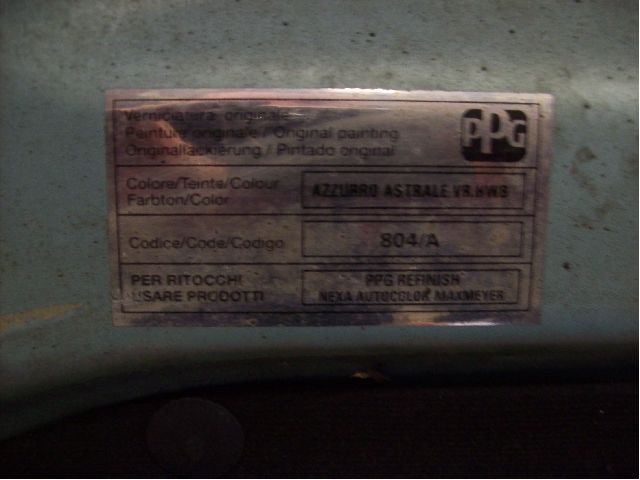 Verniciatura originale
PPG
Peinture originale / Original painting
Originallackierung / Pintado original
Colore/Teinte/Colour
Farbton/Color
AZZURRO ASTRALE VR.HWB
Codice/Code/Codigo
804/A
PER RITOCCHI
USARE PRODOTTI
PPG REFINISH
NEXA AUTOCOLOR MAXMEYER